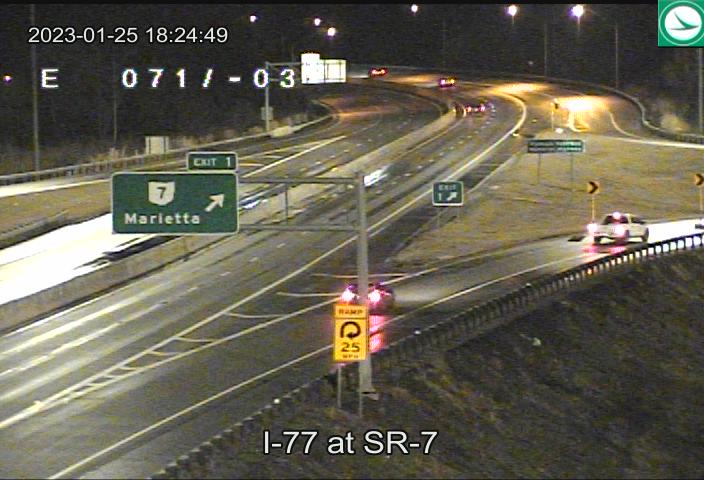 2023-01-25 18:24:49
E 071/-03
EXIT 1
7
Marietta
EXIT
1
RAMP
25
MPH
I-77 at SR-7